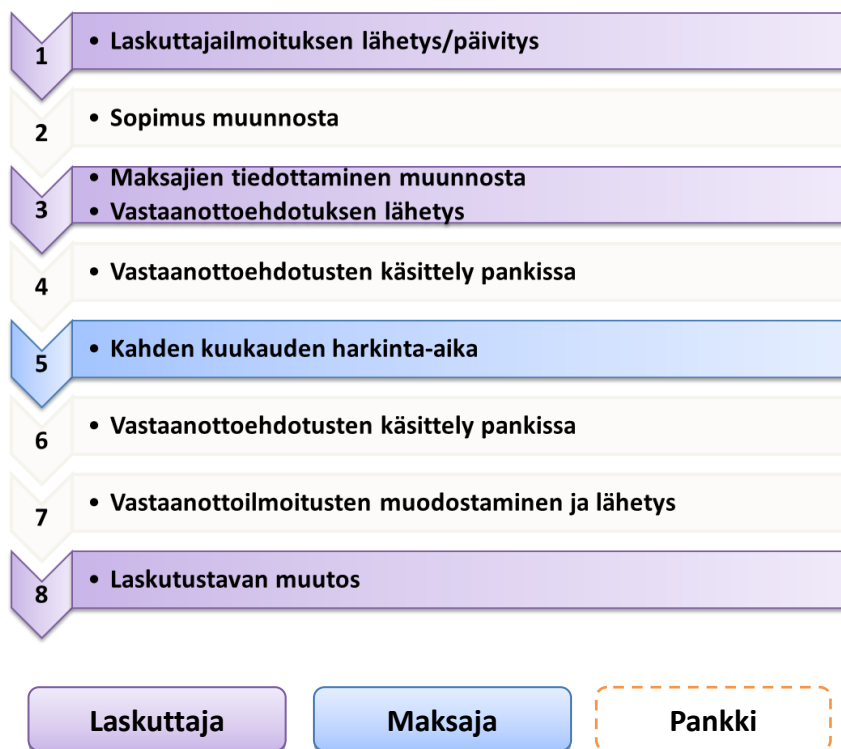 1
• Laskuttajailmoituksen lähetys/päivitys
2
• Sopimus muunnosta
3
• Maksajien tiedottaminen muunnosta
• Vastaanottoehdotuksen lähetys
4
• Vastaanottoehdotusten käsittely pankissa
5
• Kahden kuukauden harkinta-aika
6
• Vastaanottoehdotusten käsittely pankissa
7
• Vastaanottoilmoitusten muodostaminen ja lähetys
8
• Laskutustavan muutos
Laskuttaja
Maksaja
Pankki